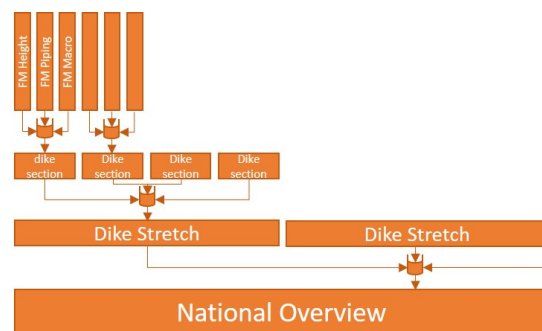 FM Height
FM Piping
FM Macro
dike
section
Dike
section
Dike
section
Dike
section
Dike Stretch
Dike Stretch
National Overview